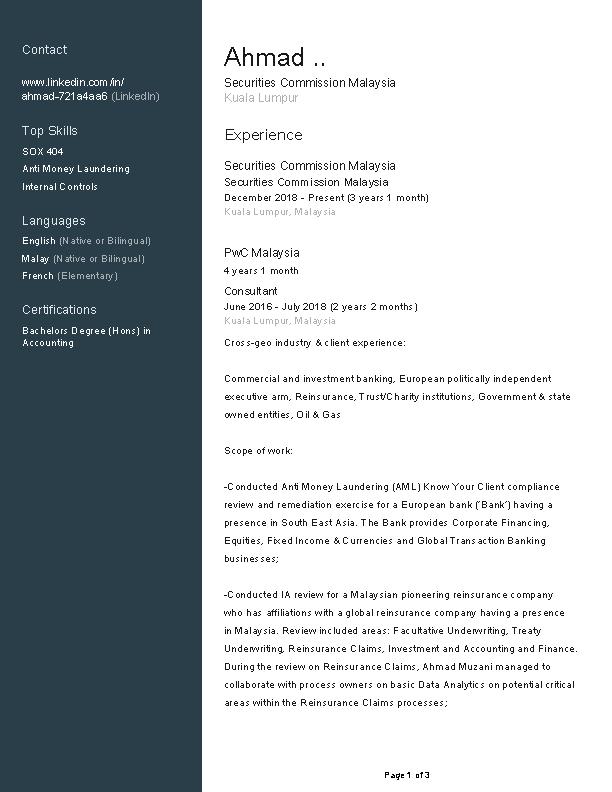 Contact
www.linkedin.com/in/
ahmad-721a4aa6 (LinkedIn)
Top Skills
SOX 404
Anti Money Laundering
Internal Controls
Languages
English (Native or Bilingual)
Malay (Native or Bilingual)
French (Elementary)
Certifications
Bachelors Degree (Hons) in
Accounting
Ahmad ..
Securities Commission Malaysia
Kuala Lumpur
Experience
Securities Commission Malaysia
Securities Commission Malaysia
December 2018 - Present (3 years 1 month)
Kuala Lumpur, Malaysia
PwC Malaysia
4 years 1 month
Consultant
June 2016 - July 2018 (2 years 2 months)
Kuala Lumpur, Malaysia
Cross-geo industry & client experience:
Commercial and investment banking, European politically independent
executive arm, Reinsurance, Trust/Charity institutions, Government & state
owned entities, Oil & Gas
Scope of work:
-Conducted Anti Money Laundering (AML) Know Your Client compliance
review and remediation exercise for a European bank ('Bank') having a
presence in South East Asia. The Bank provides Corporate Financing,
Equities, Fixed Income & Currencies and Global Transaction Banking
businesses;
-Conducted IA review for a Malaysian pioneering reinsurance company
who has affiliations with a global reinsurance company having a presence
in Malaysia. Review included areas: Facultative Underwriting, Treaty
Underwriting, Reinsurance Claims, Investment and Accounting and Finance.
During the review on Reinsurance Claims, Ahmad Muzani managed to
collaborate with process owners on basic Data Analytics on potential critical
areas within the Reinsurance Claims processes;
Page 1 of 3